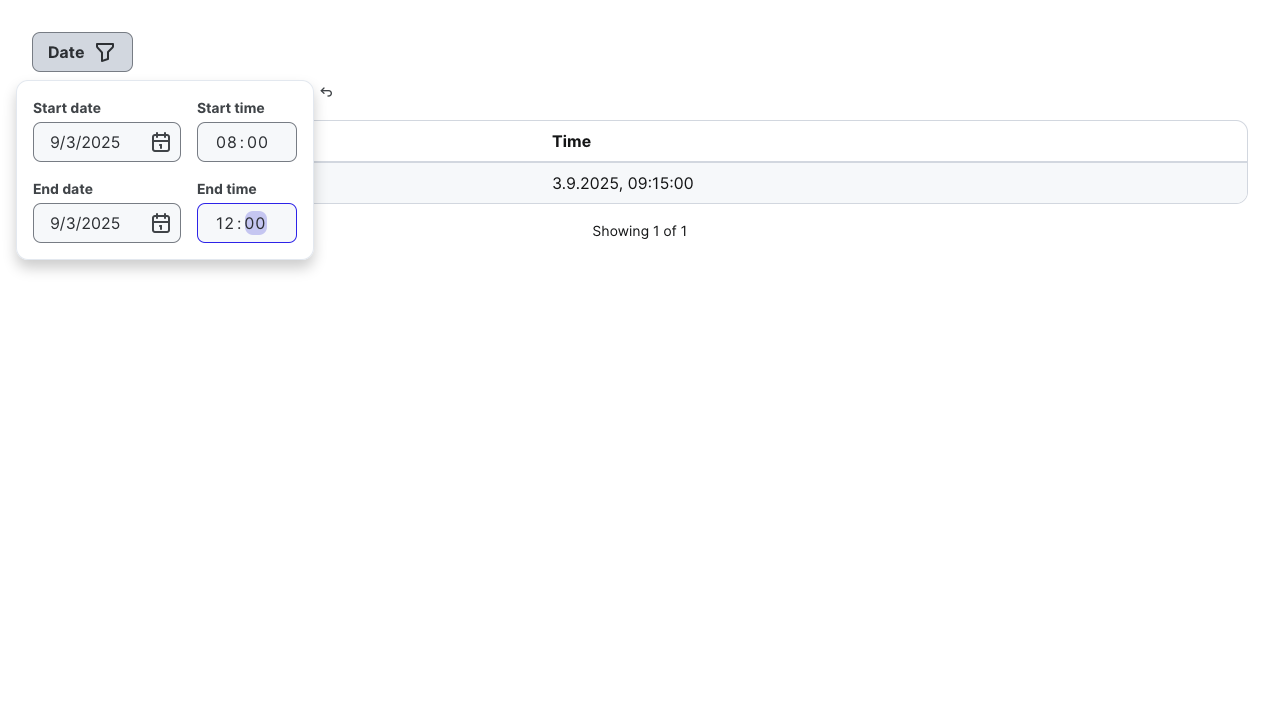 Date
Start date Start time
9/3/2025 08:00
End date End time
9/3/2025 12:00
Time
3.9.2025, 09:15:00
Showing 1 of 1